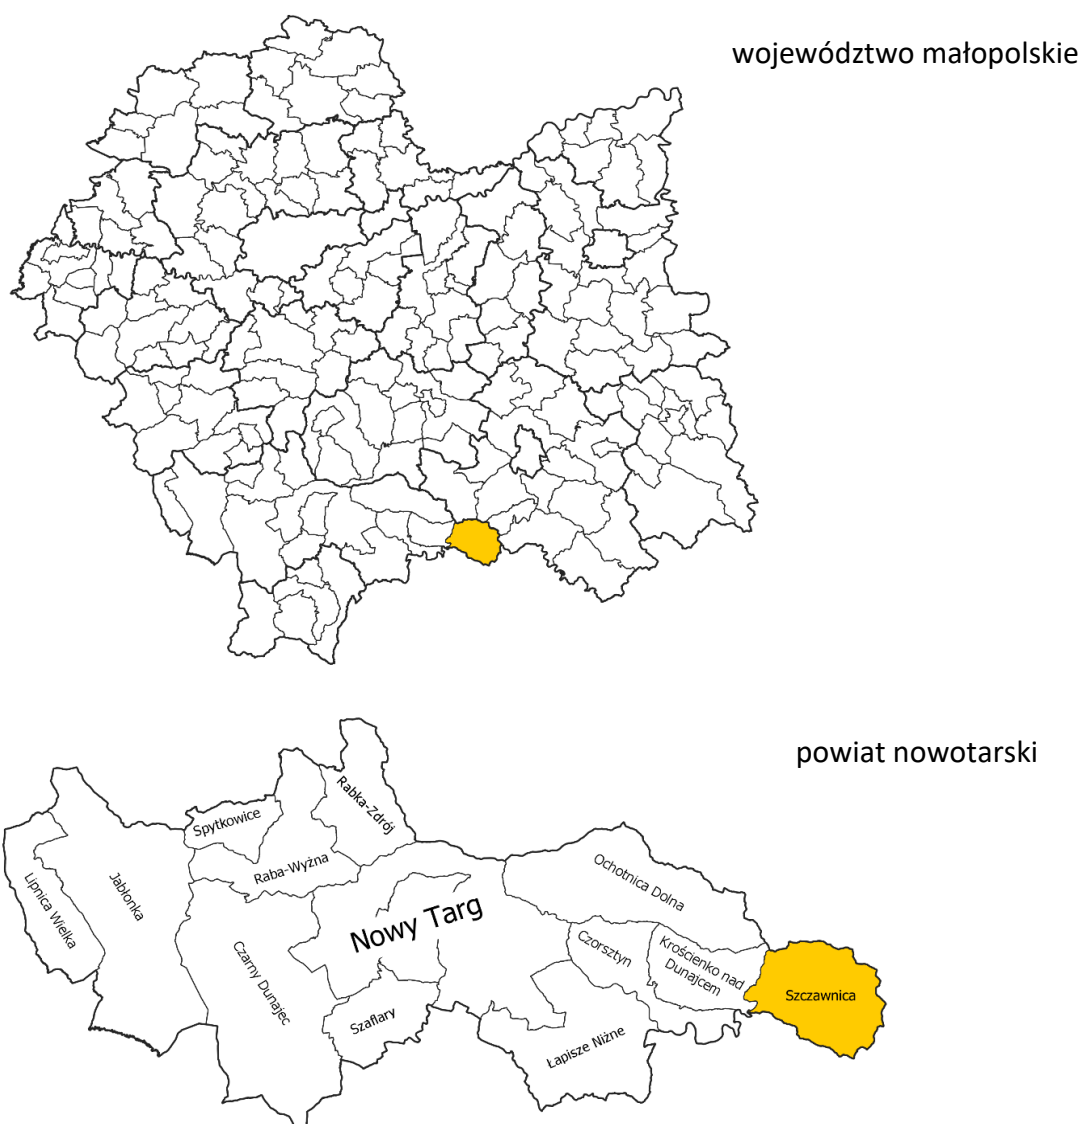 województwo małopolskie
powiat nowotarski
Rabka-Zdrój
Spytkowice
Raba-Wyżna
Ochotnica Dolna
Lipnica Wielka
Jabłonka
Nowy Targ
Czarny Dunajec
Czorsztyn
Krościenko nad
Dunajcem
Szczawnica
Szaflary
Łapisze Niżne